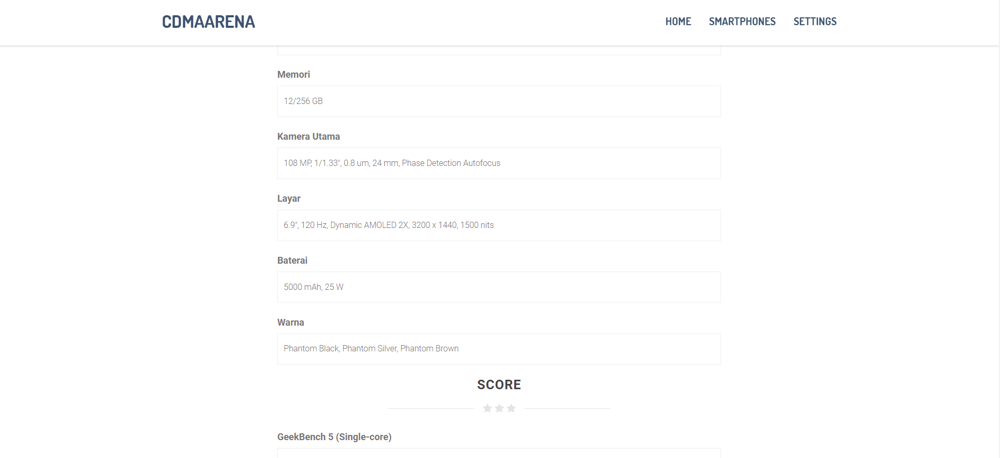 CDMAARENA
HOME SMARTPHONES SETTINGS
Memori
12/256 GB
Kamera Utama
108 MP, 1/1.33", 0.8 um, 24 mm, Phase Detection Autofocus
Layar
6.9", 120 Hz, Dynamic AMOLED 2X, 3200 x 1440, 1500 nits
Baterai
5000 mAh, 25 W
Warna
Phantom Black, Phantom Silver, Phantom Brown
SCORE
GeekBench 5 (Single-core)